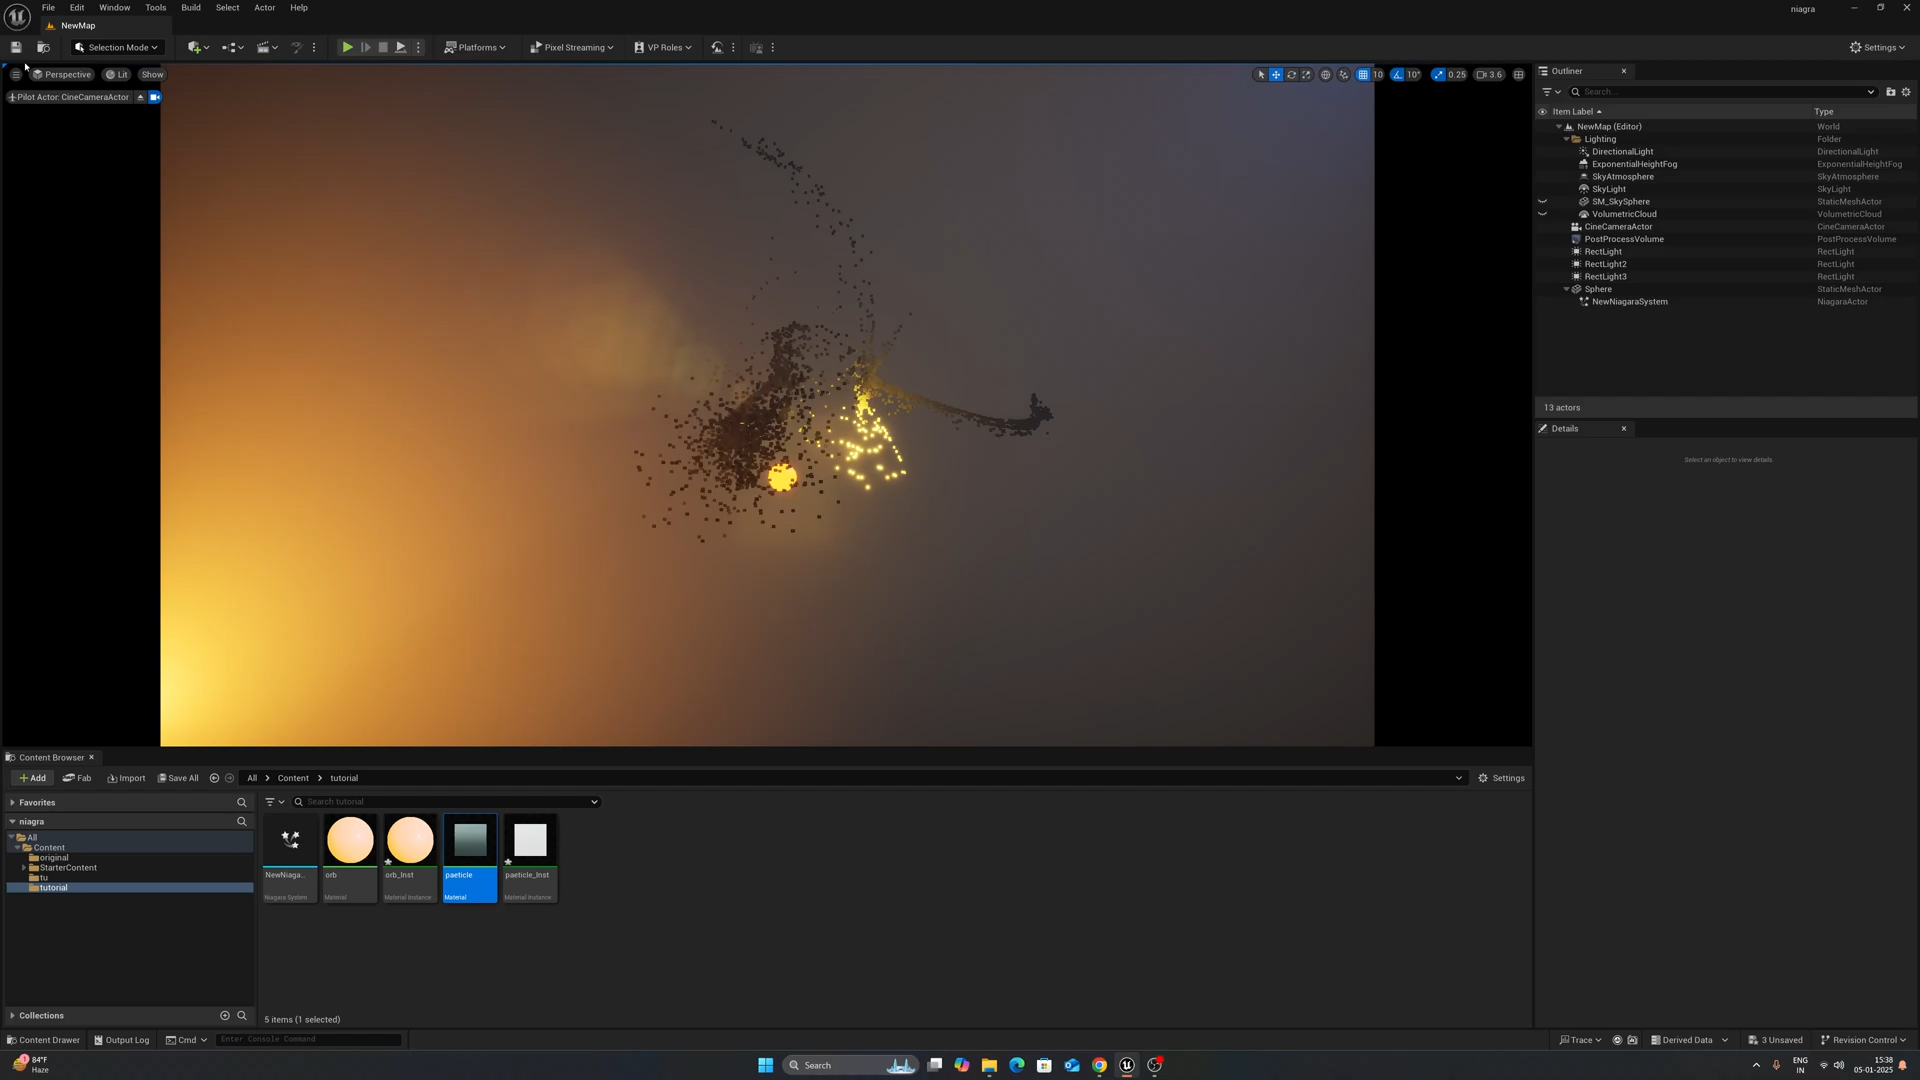 File Edit Window Tools Build Select Actor Help
niagra
NewMap
Selection Mode
Platforms
Pixel Streaming
VP Roles
Settings
Perspective
Lit
Show
10
10°
0.25
3.6
Pilot Actor: CineCameraActor
Outliner
Search...
Item Label
Type
NewMap (Editor) World
Lighting Folder
DirectionalLight DirectionalLight
ExponentialHeightFog ExponentialHeightFog
SkyAtmosphere SkyAtmosphere
SkyLight SkyLight
SM_SkySphere StaticMeshActor
VolumetricCloud VolumetricCloud
CineCameraActor CineCameraActor
PostProcessVolume PostProcessVolume
RectLight RectLight
RectLight2 RectLight
RectLight3 RectLight
Sphere StaticMeshActor
NewNiagaraSystem NiagaraActor
13 actors
Details
Select an object to view details.
Content Browser
Add
Fab
Import
Save All
All
Content
tutorial
Settings
Favorites
niagra
All
Content
original
StarterContent
tu
tutorial
Collections
Search tutorial
NewNiaga...
Niagara System
orb
Material
orb_Inst
Material Instance
paeticle
Material
paeticle_Inst
Material Instance
5 items (1 selected)
Content Drawer
Output Log
Cmd
Enter Console Command
Trace
Derived Data
3 Unsaved
Revision Control
1
84°F
Haze
Search
ENG
IN
15:38
05-01-2025